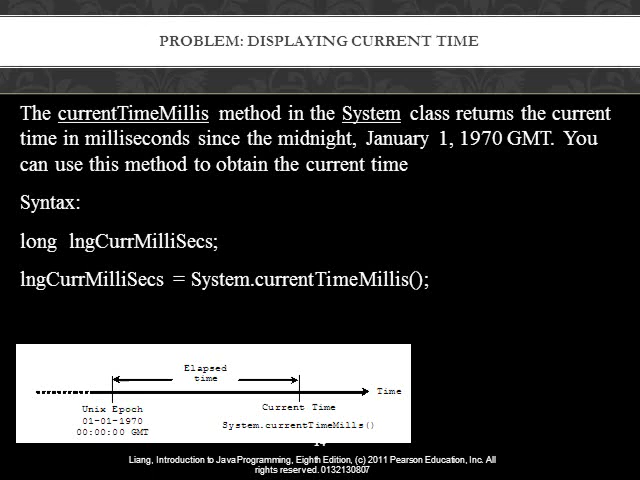 PROBLEM: DISPLAYING CURRENT TIME
The currentTimeMillis method in the System class returns the current
time in milliseconds since the midnight, January 1, 1970 GMT. You
can use this method to obtain the current time
Syntax:
long lngCurrMilliSecs;
lngCurrMilliSecs = System.currentTimeMillis();
Elapsed
time
Time
Unix Epoch
01-01-1970
00:00:00 GMT
Current Time
System.currentTimeMills()
14
Liang, Introduction to Java Programming, Eighth Edition, (c) 2011 Pearson Education, Inc. All
rights reserved. 0132130807